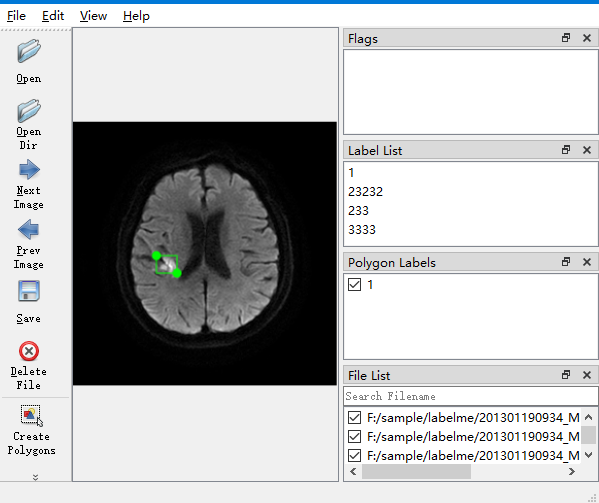 File Edit View Help
Open
Open
Dir
Next
Image
Prev
Image
Save
Delete
File
Create
Polygons
Flags
Label List
1
23232
233
3333
Polygon Labels
1
File List
Search Filename
F:/sample/labelme/201301190934_M
F:/sample/labelme/201301190934_M
F:/sample/labelme/201301190934_M